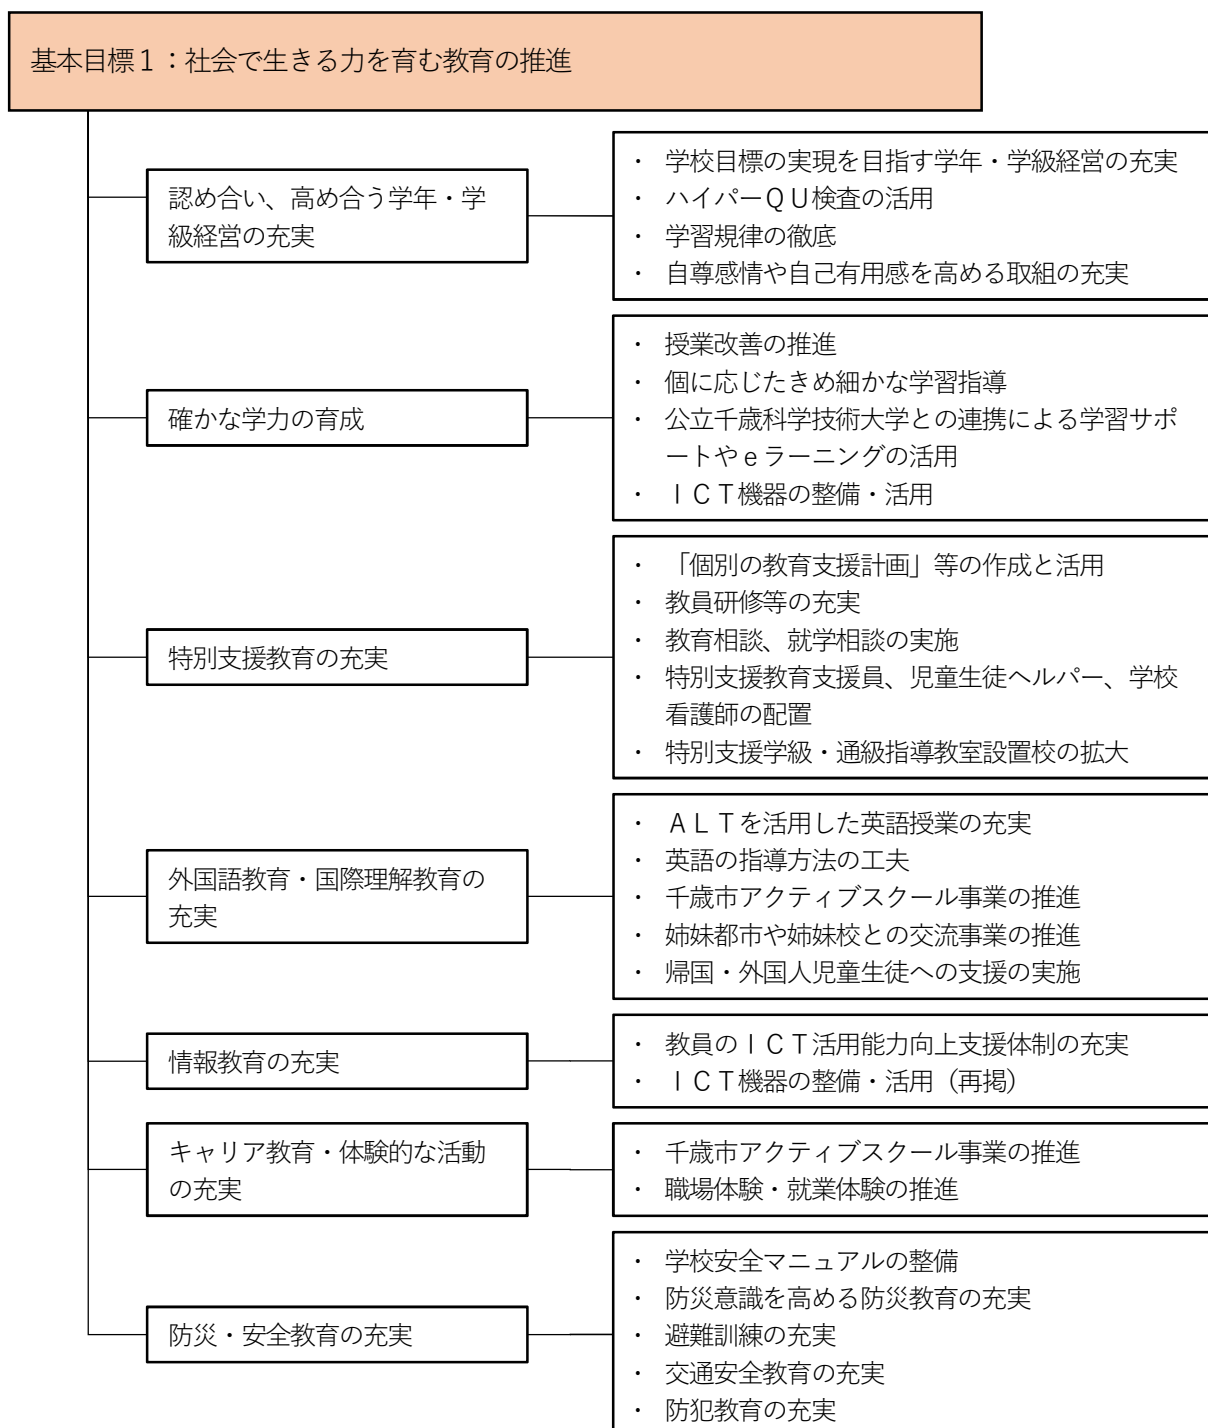 基本目標１：社会で生きる力を育む教育の推進
認め合い、高め合う学年・学
級経営の充実
・ 学校目標の実現を目指す学年・学級経営の充実
・ ハイパーＱＵ検査の活用
・ 学習規律の徹底
・ 自尊感情や自己有用感を高める取組の充実
確かな学力の育成
・ 授業改善の推進
・ 個に応じたきめ細かな学習指導
・ 公立千歳科学技術大学との連携による学習サポ
ートやｅラーニングの活用
・ ＩＣＴ機器の整備・活用
特別支援教育の充実
・ 「個別の教育支援計画」等の作成と活用
・ 教員研修等の充実
・ 教育相談、就学相談の実施
・ 特別支援教育支援員、児童生徒ヘルパー、学校
看護師の配置
・ 特別支援学級・通級指導教室設置校の拡大
外国語教育・国際理解教育の
充実
・ ＡＬＴを活用した英語授業の充実
・ 英語の指導方法の工夫
・ 千歳市アクティブスクール事業の推進
・ 姉妹都市や姉妹校との交流事業の推進
・ 帰国・外国人児童生徒への支援の実施
情報教育の充実
・ 教員のＩＣＴ活用能力向上支援体制の充実
・ ＩＣＴ機器の整備・活用（再掲）
キャリア教育・体験的な活動
の充実
・ 千歳市アクティブスクール事業の推進
・ 職場体験・就業体験の推進
防災・安全教育の充実
・ 学校安全マニュアルの整備
・ 防災意識を高める防災教育の充実
・ 避難訓練の充実
・ 交通安全教育の充実
・ 防犯教育の充実